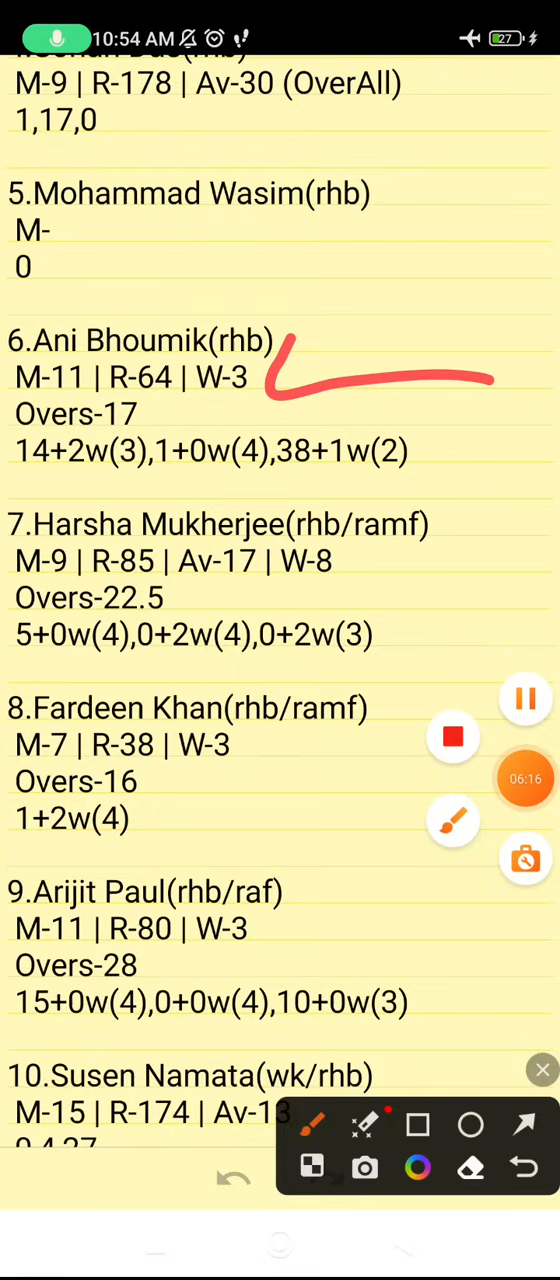 10:54 AM
27
M-9 | R-178 | Av-30 (OverAll)
1,17,0
5.Mohammad Wasim(rhb)
M-
0
6.Ani Bhoumik(rhb)
M-11 | R-64 | W-3
Overs-17
14+2w(3),1+0w(4),38+1w(2)
7.Harsha Mukherjee(rhb/ramf)
M-9 | R-85 | Av-17 | W-8
Overs-22.5
5+0w(4),0+2w(4),0+2w(3)
8.Fardeen Khan(rhb/ramf)
M-7 | R-38 | W-3
Overs-16
1+2w(4)
06:16
9.Arijit Paul(rhb/raf)
M-11 | R-80 | W-3
Overs-28
15+0w(4),0+0w(4),10+0w(3)
10.Susen Namata(wk/rhb)
M-15 | R-174 | Av-13